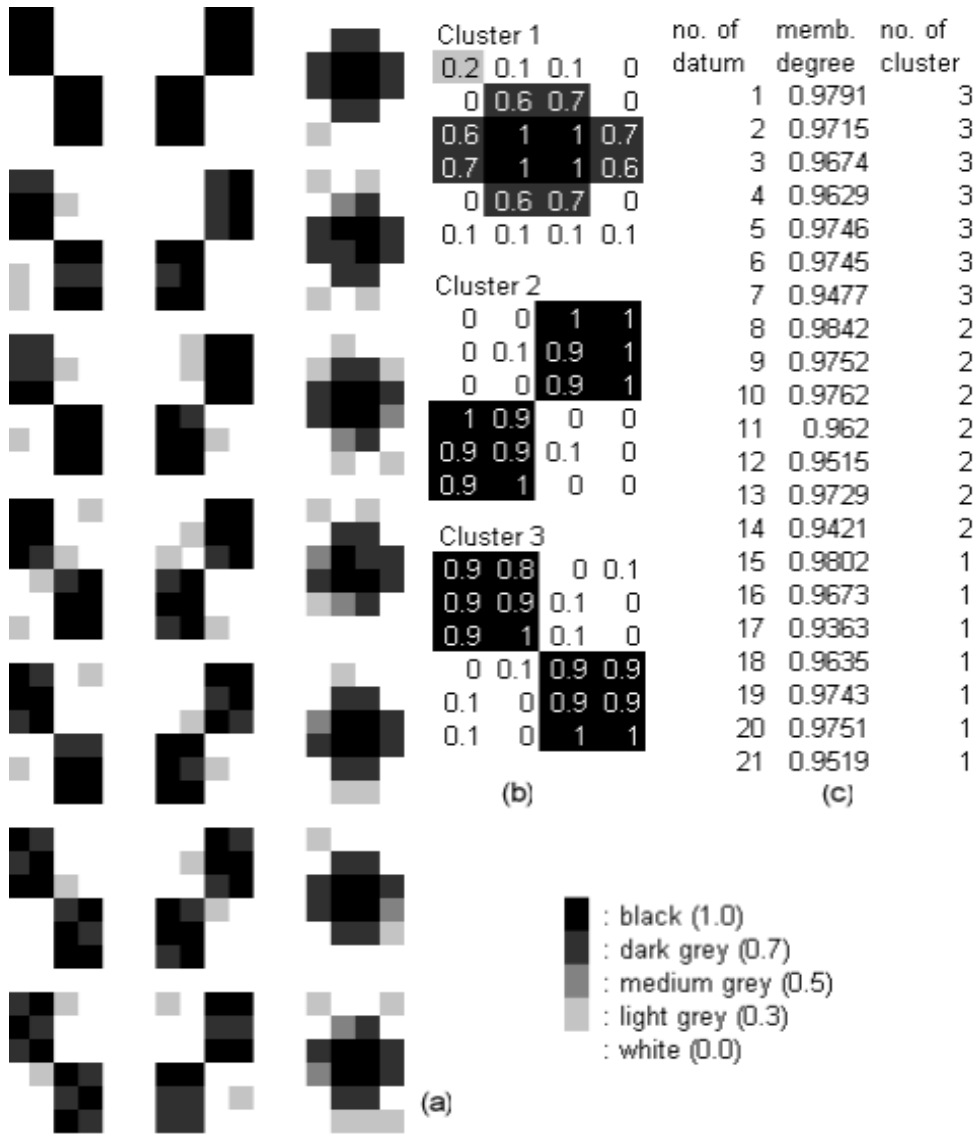 Cluster 1
0.2 0.1 0.1 0
0 0.6 0.7 0
0.6 1 1 0.7
0.7 1 1 0.6
0 0.6 0.7 0
0.1 0.1 0.1 0.1
Cluster 2
0 0 1 1
0 0.1 0.9 1
0 0 0.9 1
1 0.9 0 0
0.9 0.9 0.1 0
0.9 1 0 0
Cluster 3
0.9 0.8 0 0.1
0.9 0.9 0.1 0
0.9 1 0.1 0
0 0.1 0.9 0.9
0.1 0 0.9 0.9
0.1 0 1 1
(b)
no. of memb. no. of
datum degree cluster
1 0.9791 3
2 0.9715 3
3 0.9674 3
4 0.9629 3
5 0.9746 3
6 0.9745 3
7 0.9477 3
8 0.9842 2
9 0.9752 2
10 0.9762 2
11 0.962 2
12 0.9515 2
13 0.9729 2
14 0.9421 2
15 0.9802 1
16 0.9673 1
17 0.9363 1
18 0.9635 1
19 0.9743 1
20 0.9751 1
21 0.9519 1
(c)
: black (1.0)
: dark grey (0.7)
: medium grey (0.5)
: light grey (0.3)
: white (0.0)
(a)